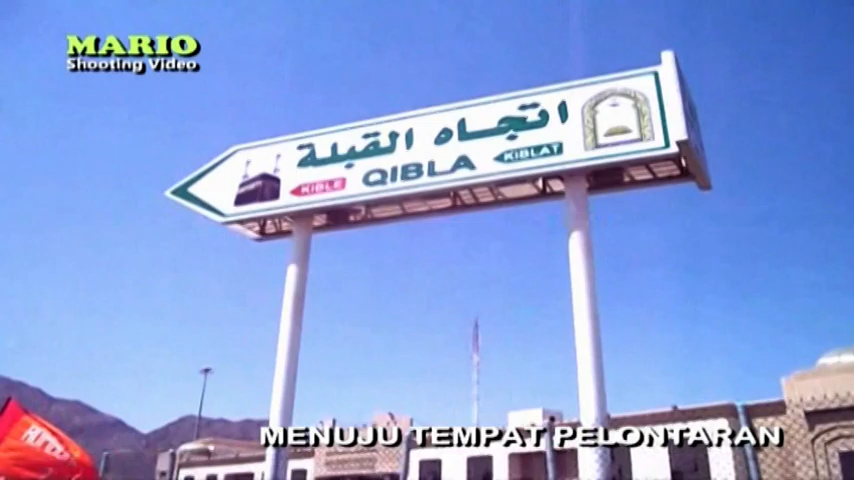 MARIO
Shooting Video
اتجاه القبلة
KIBLE QIBLA KIBLAT
MENUJU TEMPAT PELONTARAN